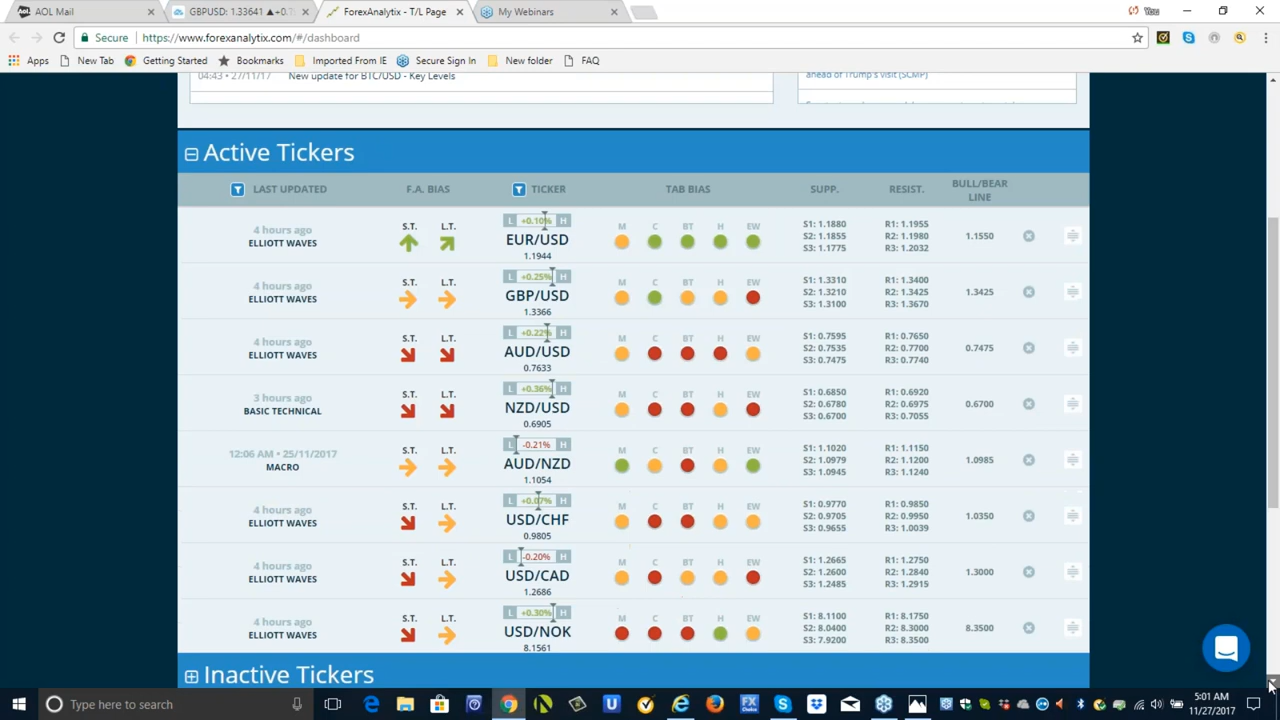 AOL Mail
GBPUSD: 1.33641 ▲+0.
ForexAnalytix - T/L Page
My Webinars
You
Secure
https://www.forexanalytix.com/#/dashboard
Apps
New Tab
Getting Started
Bookmarks
Imported From IE
Secure Sign In
New folder
FAQ
04:43 • 27/11/17 New update for BTC/USD - Key Levels
ahead of Trump's visit (SCMP)
Active Tickers
LAST UPDATED F.A. BIAS TICKER TAB BIAS SUPP. RESIST. BULL/BEAR LINE
4 hours ago
ELLIOTT WAVES
S.T. L.T.
L +0.10% H
EUR/USD
1.1944
M C BT H EW
S1: 1.1880
S2: 1.1855
S3: 1.1775
R1: 1.1955
R2: 1.1980
R3: 1.2032
1.1550
4 hours ago
ELLIOTT WAVES
S.T. L.T.
L +0.25% H
GBP/USD
1.3366
M C BT H EW
S1: 1.3310
S2: 1.3210
S3: 1.3100
R1: 1.3400
R2: 1.3425
R3: 1.3670
1.3425
4 hours ago
ELLIOTT WAVES
S.T. L.T.
L +0.22% H
AUD/USD
0.7633
M C BT H EW
S1: 0.7595
S2: 0.7535
S3: 0.7475
R1: 0.7650
R2: 0.7700
R3: 0.7740
0.7475
3 hours ago
BASIC TECHNICAL
S.T. L.T.
L +0.36% H
NZD/USD
0.6905
M C BT H EW
S1: 0.6850
S2: 0.6780
S3: 0.6700
R1: 0.6920
R2: 0.6975
R3: 0.7055
0.6700
12:06 AM • 25/11/2017
MACRO
S.T. L.T.
L -0.21% H
AUD/NZD
1.1054
M C BT H EW
S1: 1.1020
S2: 1.0979
S3: 1.0945
R1: 1.1150
R2: 1.1200
R3: 1.1240
1.0985
4 hours ago
ELLIOTT WAVES
S.T. L.T.
L +0.07% H
USD/CHF
0.9805
M C BT H EW
S1: 0.9770
S2: 0.9705
S3: 0.9655
R1: 0.9850
R2: 0.9950
R3: 1.0039
1.0350
4 hours ago
ELLIOTT WAVES
S.T. L.T.
L -0.20% H
USD/CAD
1.2686
M C BT H EW
S1: 1.2665
S2: 1.2600
S3: 1.2485
R1: 1.2750
R2: 1.2840
R3: 1.2915
1.3000
4 hours ago
ELLIOTT WAVES
S.T. L.T.
L +0.30% H
USD/NOK
8.1561
M C BT H EW
S1: 8.1100
S2: 8.0400
S3: 7.9200
R1: 8.1750
R2: 8.3000
R3: 8.3500
8.3500
Inactive Tickers
Type here to search
5:01 AM
11/27/2017